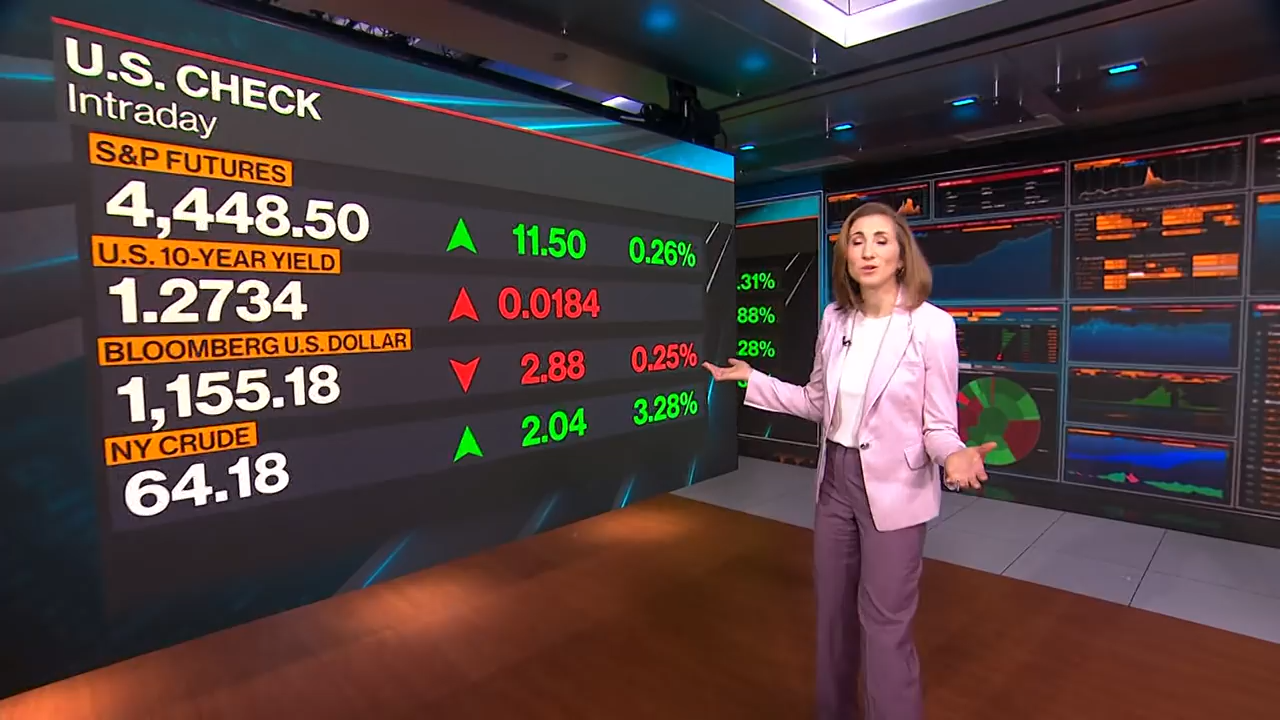 U.S. CHECK
Intraday
S&P FUTURES
4,448.50 11.50 0.26%
U.S. 10-YEAR YIELD
1.2734 0.0184
BLOOMBERG U.S. DOLLAR
1,155.18 2.88 0.25%
NY CRUDE
64.18 2.04 3.28%
.31%
88%
28%